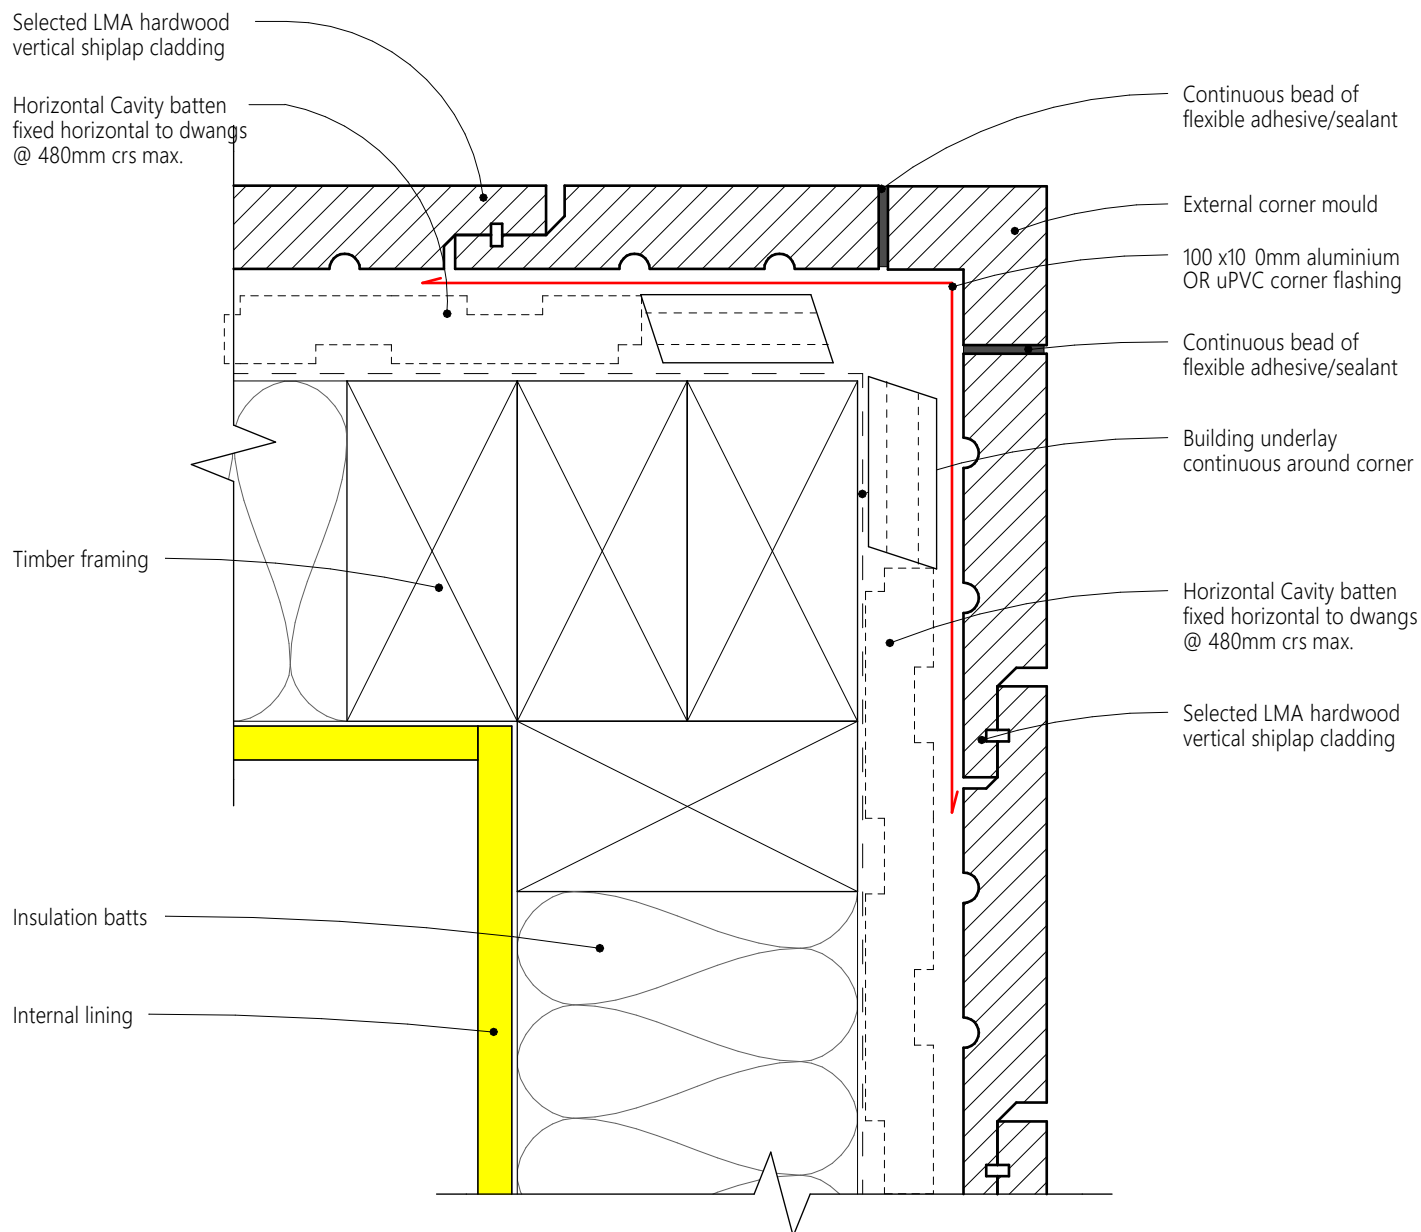 Selected LMA hardwood
vertical shiplap cladding
Horizontal Cavity batten
fixed horizontal to dwangs
@ 480mm crs max.
Timber framing
Insulation batts
Internal lining
Continuous bead of
flexible adhesive/sealant
External corner mould
100 x10 0mm aluminium
OR uPVC corner flashing
Continuous bead of
flexible adhesive/sealant
Building underlay
continuous around corner
Horizontal Cavity batten
fixed horizontal to dwangs
@ 480mm crs max.
Selected LMA hardwood
vertical shiplap cladding